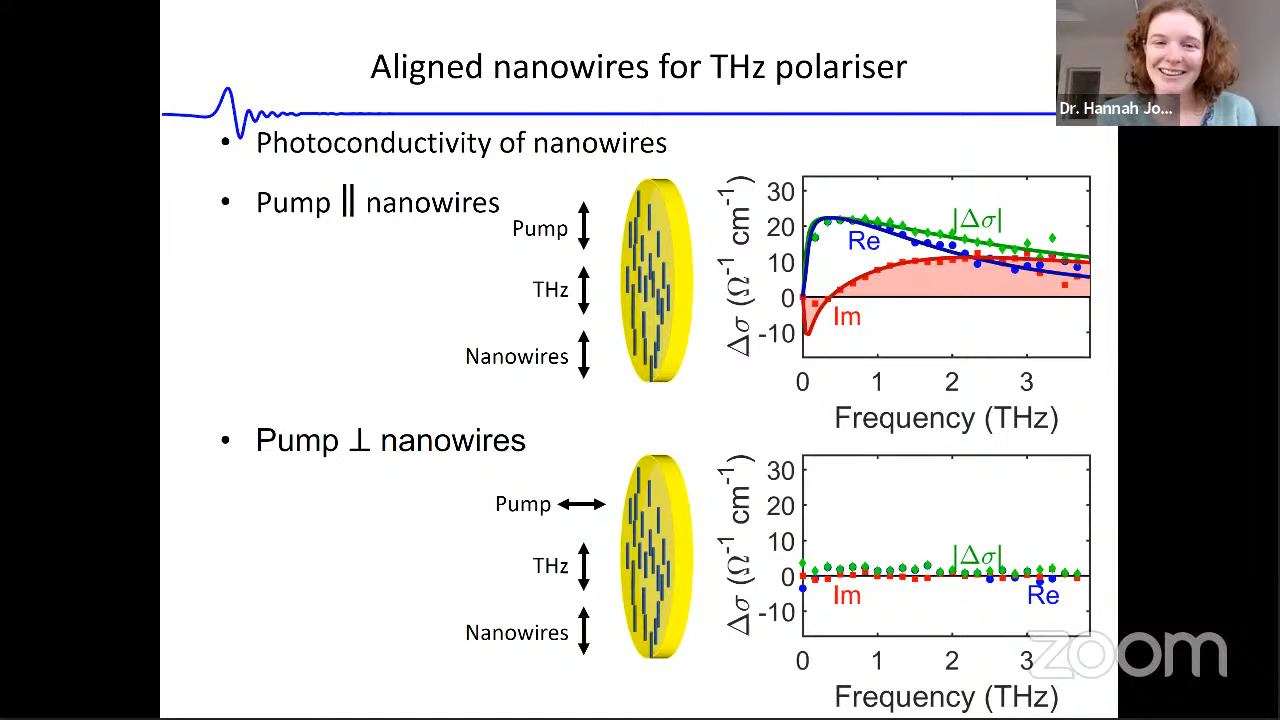 Aligned nanowires for THz polariser
Dr. Hannah Jo...
• Photoconductivity of nanowires
• Pump ∥ nanowires
Pump
THz
Nanowires
Δσ (Ω⁻¹ cm⁻¹)
30
20
10
0
-10
|Δσ|
Re
Im
0 1 2 3
Frequency (THz)
• Pump ⊥ nanowires
Pump
THz
Nanowires
Δσ (Ω⁻¹ cm⁻¹)
30
20
10
0
-10
|Δσ|
Im
Re
0 1 2 3
Frequency (THz)
zoom